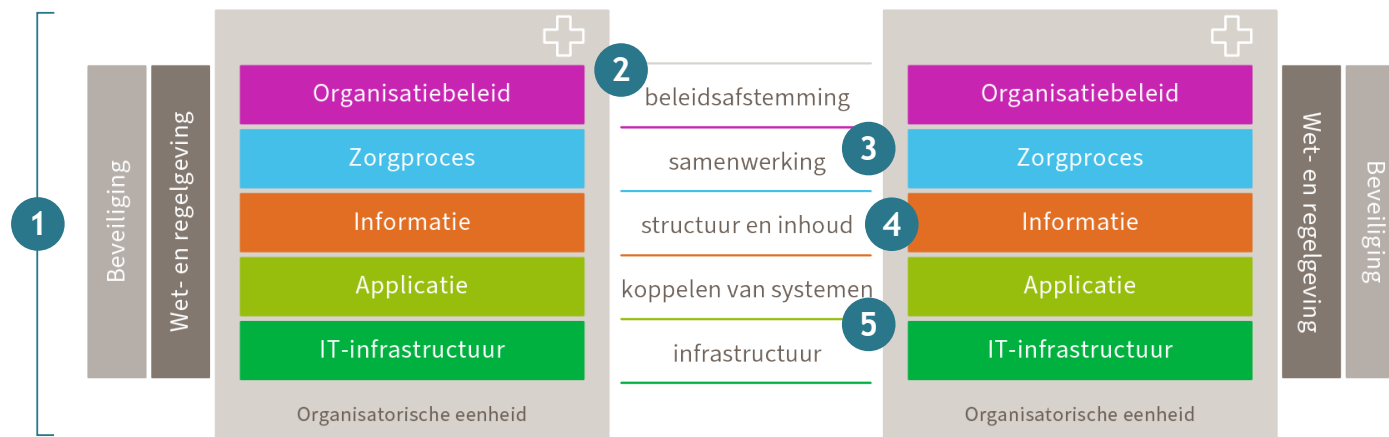 1
Beveiliging
Wet- en regelgeving
Organisatiebeleid
Zorgproces
Informatie
Applicatie
IT-infrastructuur
Organisatorische eenheid
2
beleidsafstemming
3
samenwerking
structuur en inhoud
4
koppelen van systemen
5
infrastructuur
Organisatiebeleid
Zorgproces
Informatie
Applicatie
IT-infrastructuur
Organisatorische eenheid
Wet- en regelgeving
Beveiliging